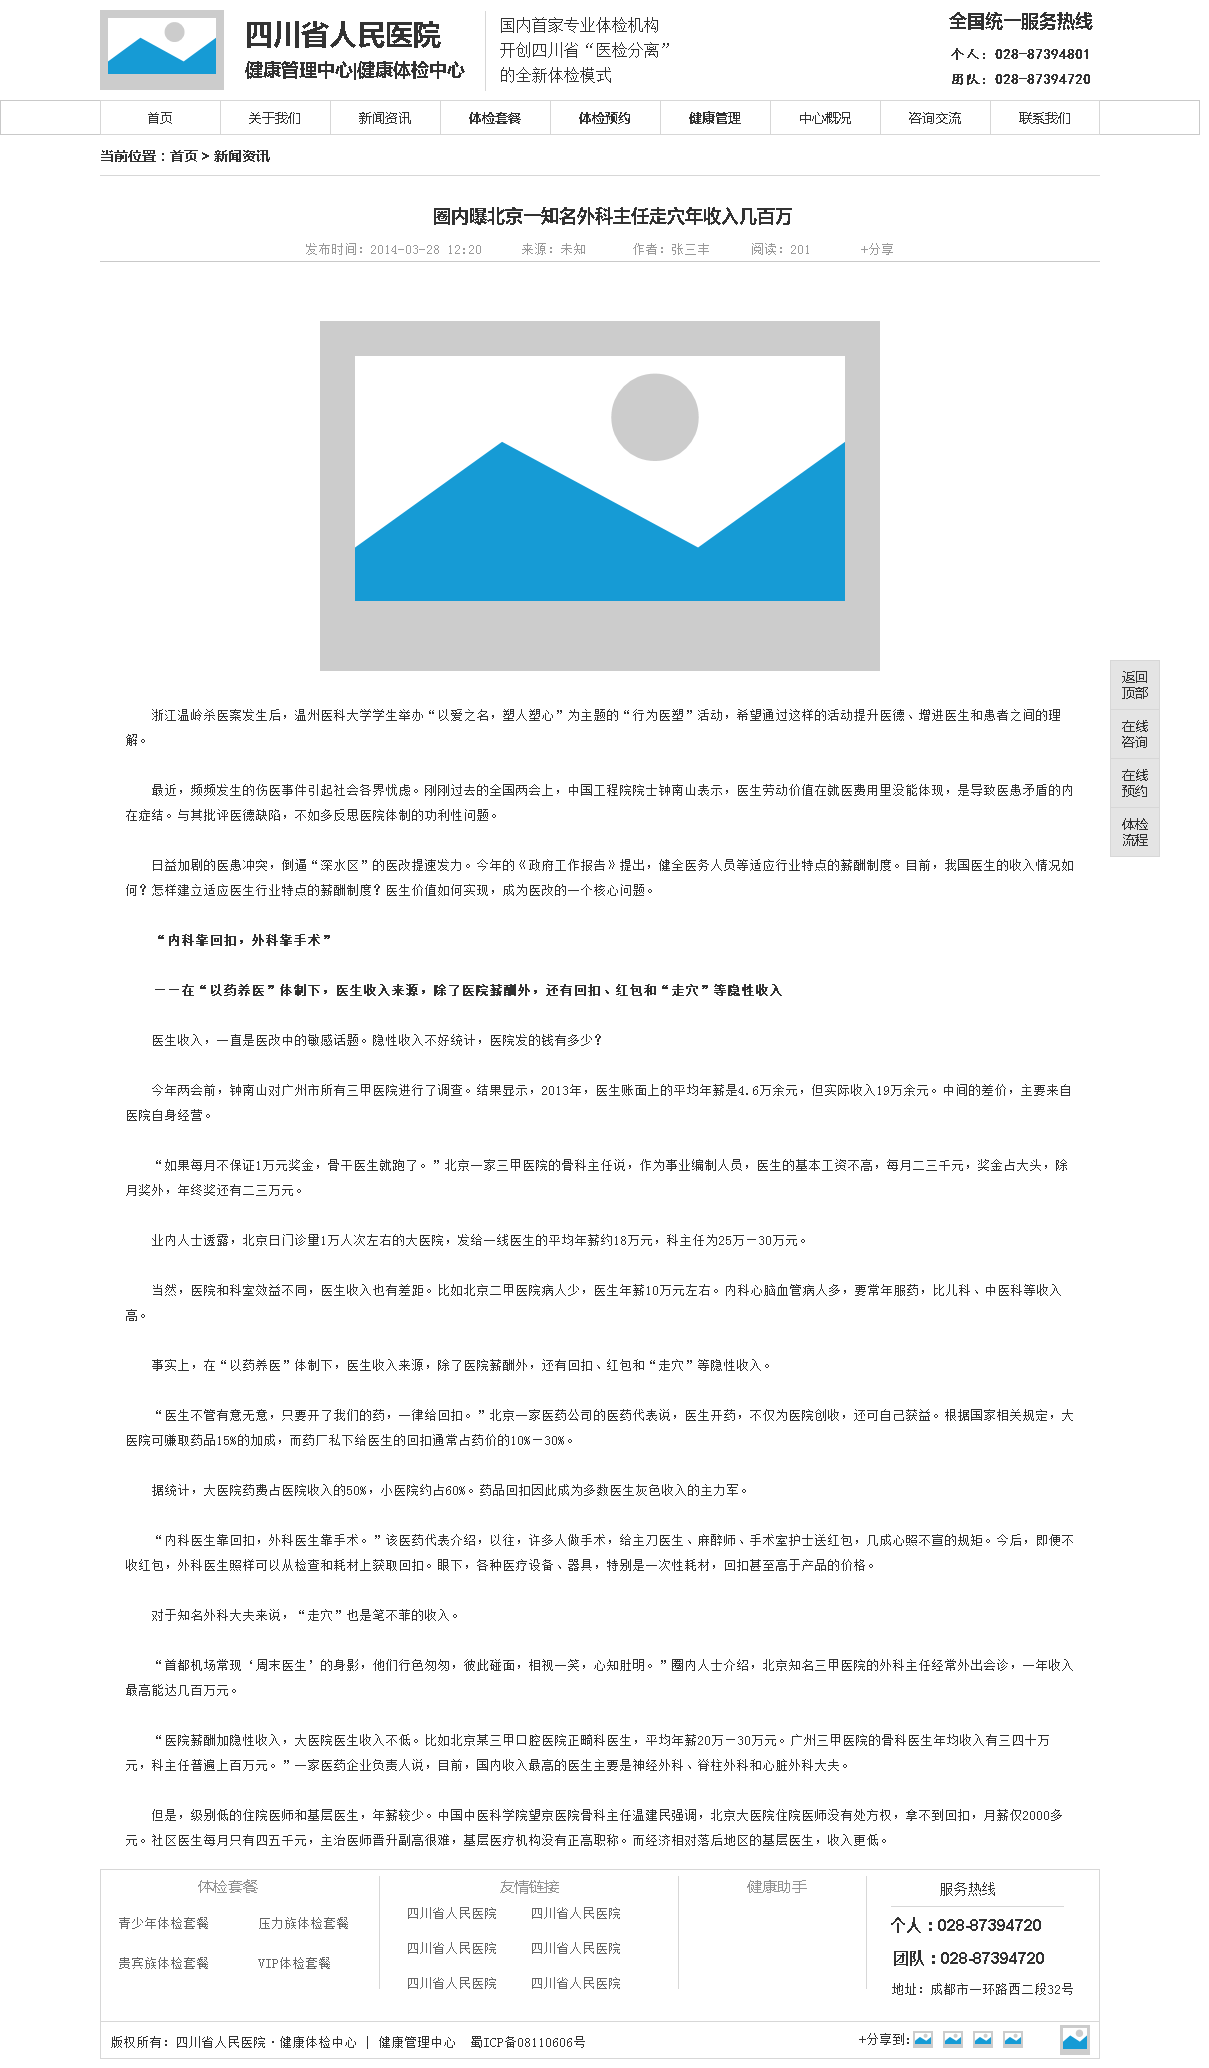 四川省人民医院
健康管理中心|健康体检中心
国内首家专业体检机构
开创四川省“医检分离”
的全新体检模式
全国统一服务热线
个人：028-87394801
团队：028-87394720
首页 关于我们 新闻资讯 体检套餐 体检预约 健康管理 中心概况 咨询交流 联系我们
当前位置：首页 > 新闻资讯
圈内曝北京一知名外科主任走穴年收入几百万
发布时间：2014-03-28 12:20 来源：未知 作者：张三丰 阅读：201 +分享
返回
顶部
在线
咨询
在线
预约
体检
流程
浙江温岭杀医案发生后，温州医科大学学生举办“以爱之名，塑人塑心”为主题的“行为医塑”活动，希望通过这样的活动提升医德、增进医生和患者之间的理
解。
最近，频频发生的伤医事件引起社会各界忧虑。刚刚过去的全国两会上，中国工程院院士钟南山表示，医生劳动价值在就医费用里没能体现，是导致医患矛盾的内
在症结。与其批评医德缺陷，不如多反思医院体制的功利性问题。
日益加剧的医患冲突，倒逼“深水区”的医改提速发力。今年的《政府工作报告》提出，健全医务人员等适应行业特点的薪酬制度。目前，我国医生的收入情况如
何？怎样建立适应医生行业特点的薪酬制度？医生价值如何实现，成为医改的一个核心问题。
“内科靠回扣，外科靠手术”
——在“以药养医”体制下，医生收入来源，除了医院薪酬外，还有回扣、红包和“走穴”等隐性收入
医生收入，一直是医改中的敏感话题。隐性收入不好统计，医院发的钱有多少？
今年两会前，钟南山对广州市所有三甲医院进行了调查。结果显示，2013年，医生账面上的平均年薪是4.6万余元，但实际收入19万余元。中间的差价，主要来自
医院自身经营。
“如果每月不保证1万元奖金，骨干医生就跑了。”北京一家三甲医院的骨科主任说，作为事业编制人员，医生的基本工资不高，每月二三千元，奖金占大头，除
月奖外，年终奖还有二三万元。
业内人士透露，北京日门诊量1万人次左右的大医院，发给一线医生的平均年薪约18万元，科主任为25万—30万元。
当然，医院和科室效益不同，医生收入也有差距。比如北京二甲医院病人少，医生年薪10万元左右。内科心脑血管病人多，要常年服药，比儿科、中医科等收入
高。
事实上，在“以药养医”体制下，医生收入来源，除了医院薪酬外，还有回扣、红包和“走穴”等隐性收入。
“医生不管有意无意，只要开了我们的药，一律给回扣。”北京一家医药公司的医药代表说，医生开药，不仅为医院创收，还可自己获益。根据国家相关规定，大
医院可赚取药品15%的加成，而药厂私下给医生的回扣通常占药价的10%—30%。
据统计，大医院药费占医院收入的50%，小医院约占60%。药品回扣因此成为多数医生灰色收入的主力军。
“内科医生靠回扣，外科医生靠手术。”该医药代表介绍，以往，许多人做手术，给主刀医生、麻醉师、手术室护士送红包，几成心照不宣的规矩。今后，即便不
收红包，外科医生照样可以从检查和耗材上获取回扣。眼下，各种医疗设备、器具，特别是一次性耗材，回扣甚至高于产品的价格。
对于知名外科大夫来说，“走穴”也是笔不菲的收入。
“首都机场常现‘周末医生’的身影，他们行色匆匆，彼此碰面，相视一笑，心知肚明。”圈内人士介绍，北京知名三甲医院的外科主任经常外出会诊，一年收入
最高能达几百万元。
“医院薪酬加隐性收入，大医院医生收入不低。比如北京某三甲口腔医院正畸科医生，平均年薪20万—30万元。广州三甲医院的骨科医生年均收入有三四十万
元，科主任普遍上百万元。”一家医药企业负责人说，目前，国内收入最高的医生主要是神经外科、脊柱外科和心脏外科大夫。
但是，级别低的住院医师和基层医生，年薪较少。中国中医科学院望京医院骨科主任温建民强调，北京大医院住院医师没有处方权，拿不到回扣，月薪仅2000多
元。社区医生每月只有四五千元，主治医师晋升副高很难，基层医疗机构没有正高职称。而经济相对落后地区的基层医生，收入更低。
体检套餐
青少年体检套餐 压力族体检套餐
贵宾族体检套餐 VIP体检套餐
友情链接
四川省人民医院 四川省人民医院
四川省人民医院 四川省人民医院
四川省人民医院 四川省人民医院
健康助手
服务热线
个人：028-87394720
团队：028-87394720
地址：成都市一环路西二段32号
版权所有：四川省人民医院·健康体检中心 | 健康管理中心 蜀ICP备08110606号
+分享到: